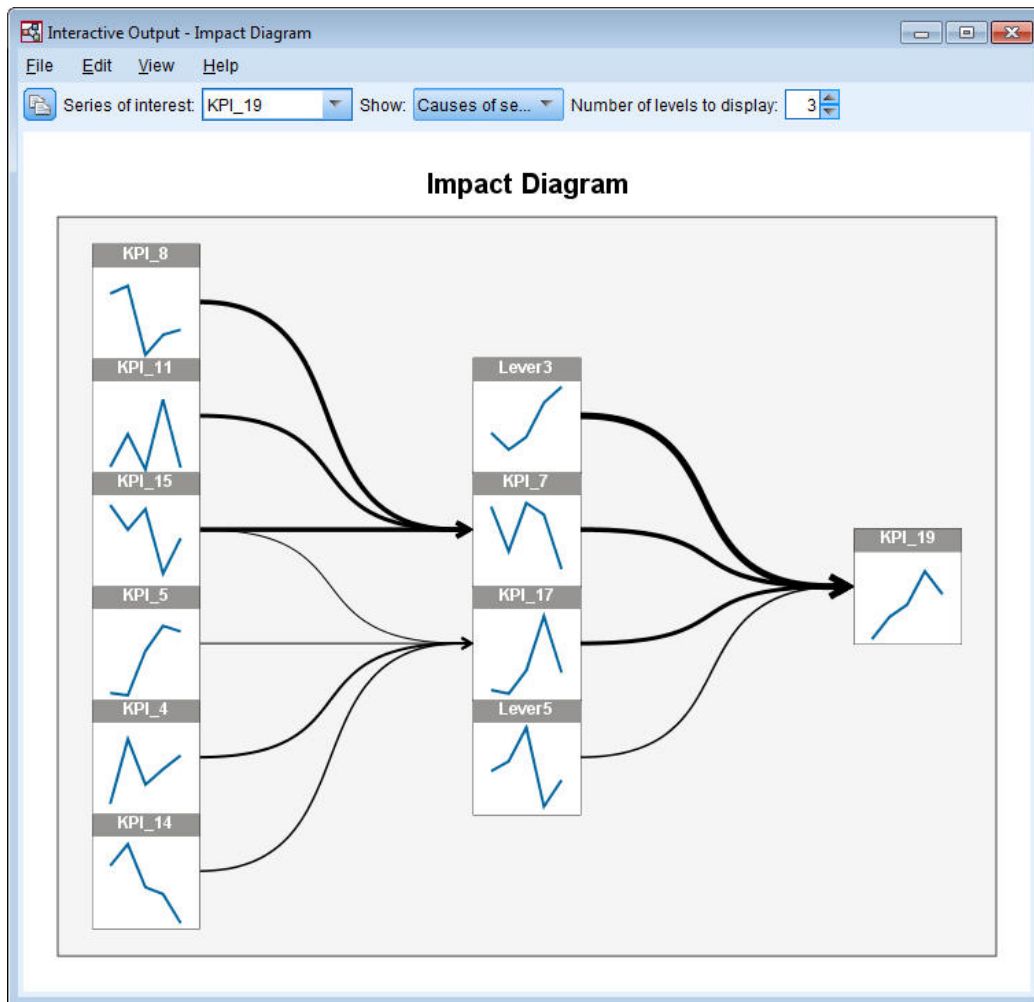 Interactive Output - Impact Diagram
File Edit View Help
Series of interest: KPI_19 Show: Causes of se... Number of levels to display: 3
Impact Diagram
KPI_8
KPI_11
Lever3
KPI_15
KPI_7
KPI_19
KPI_5
KPI_17
KPI_4
Lever5
KPI_14